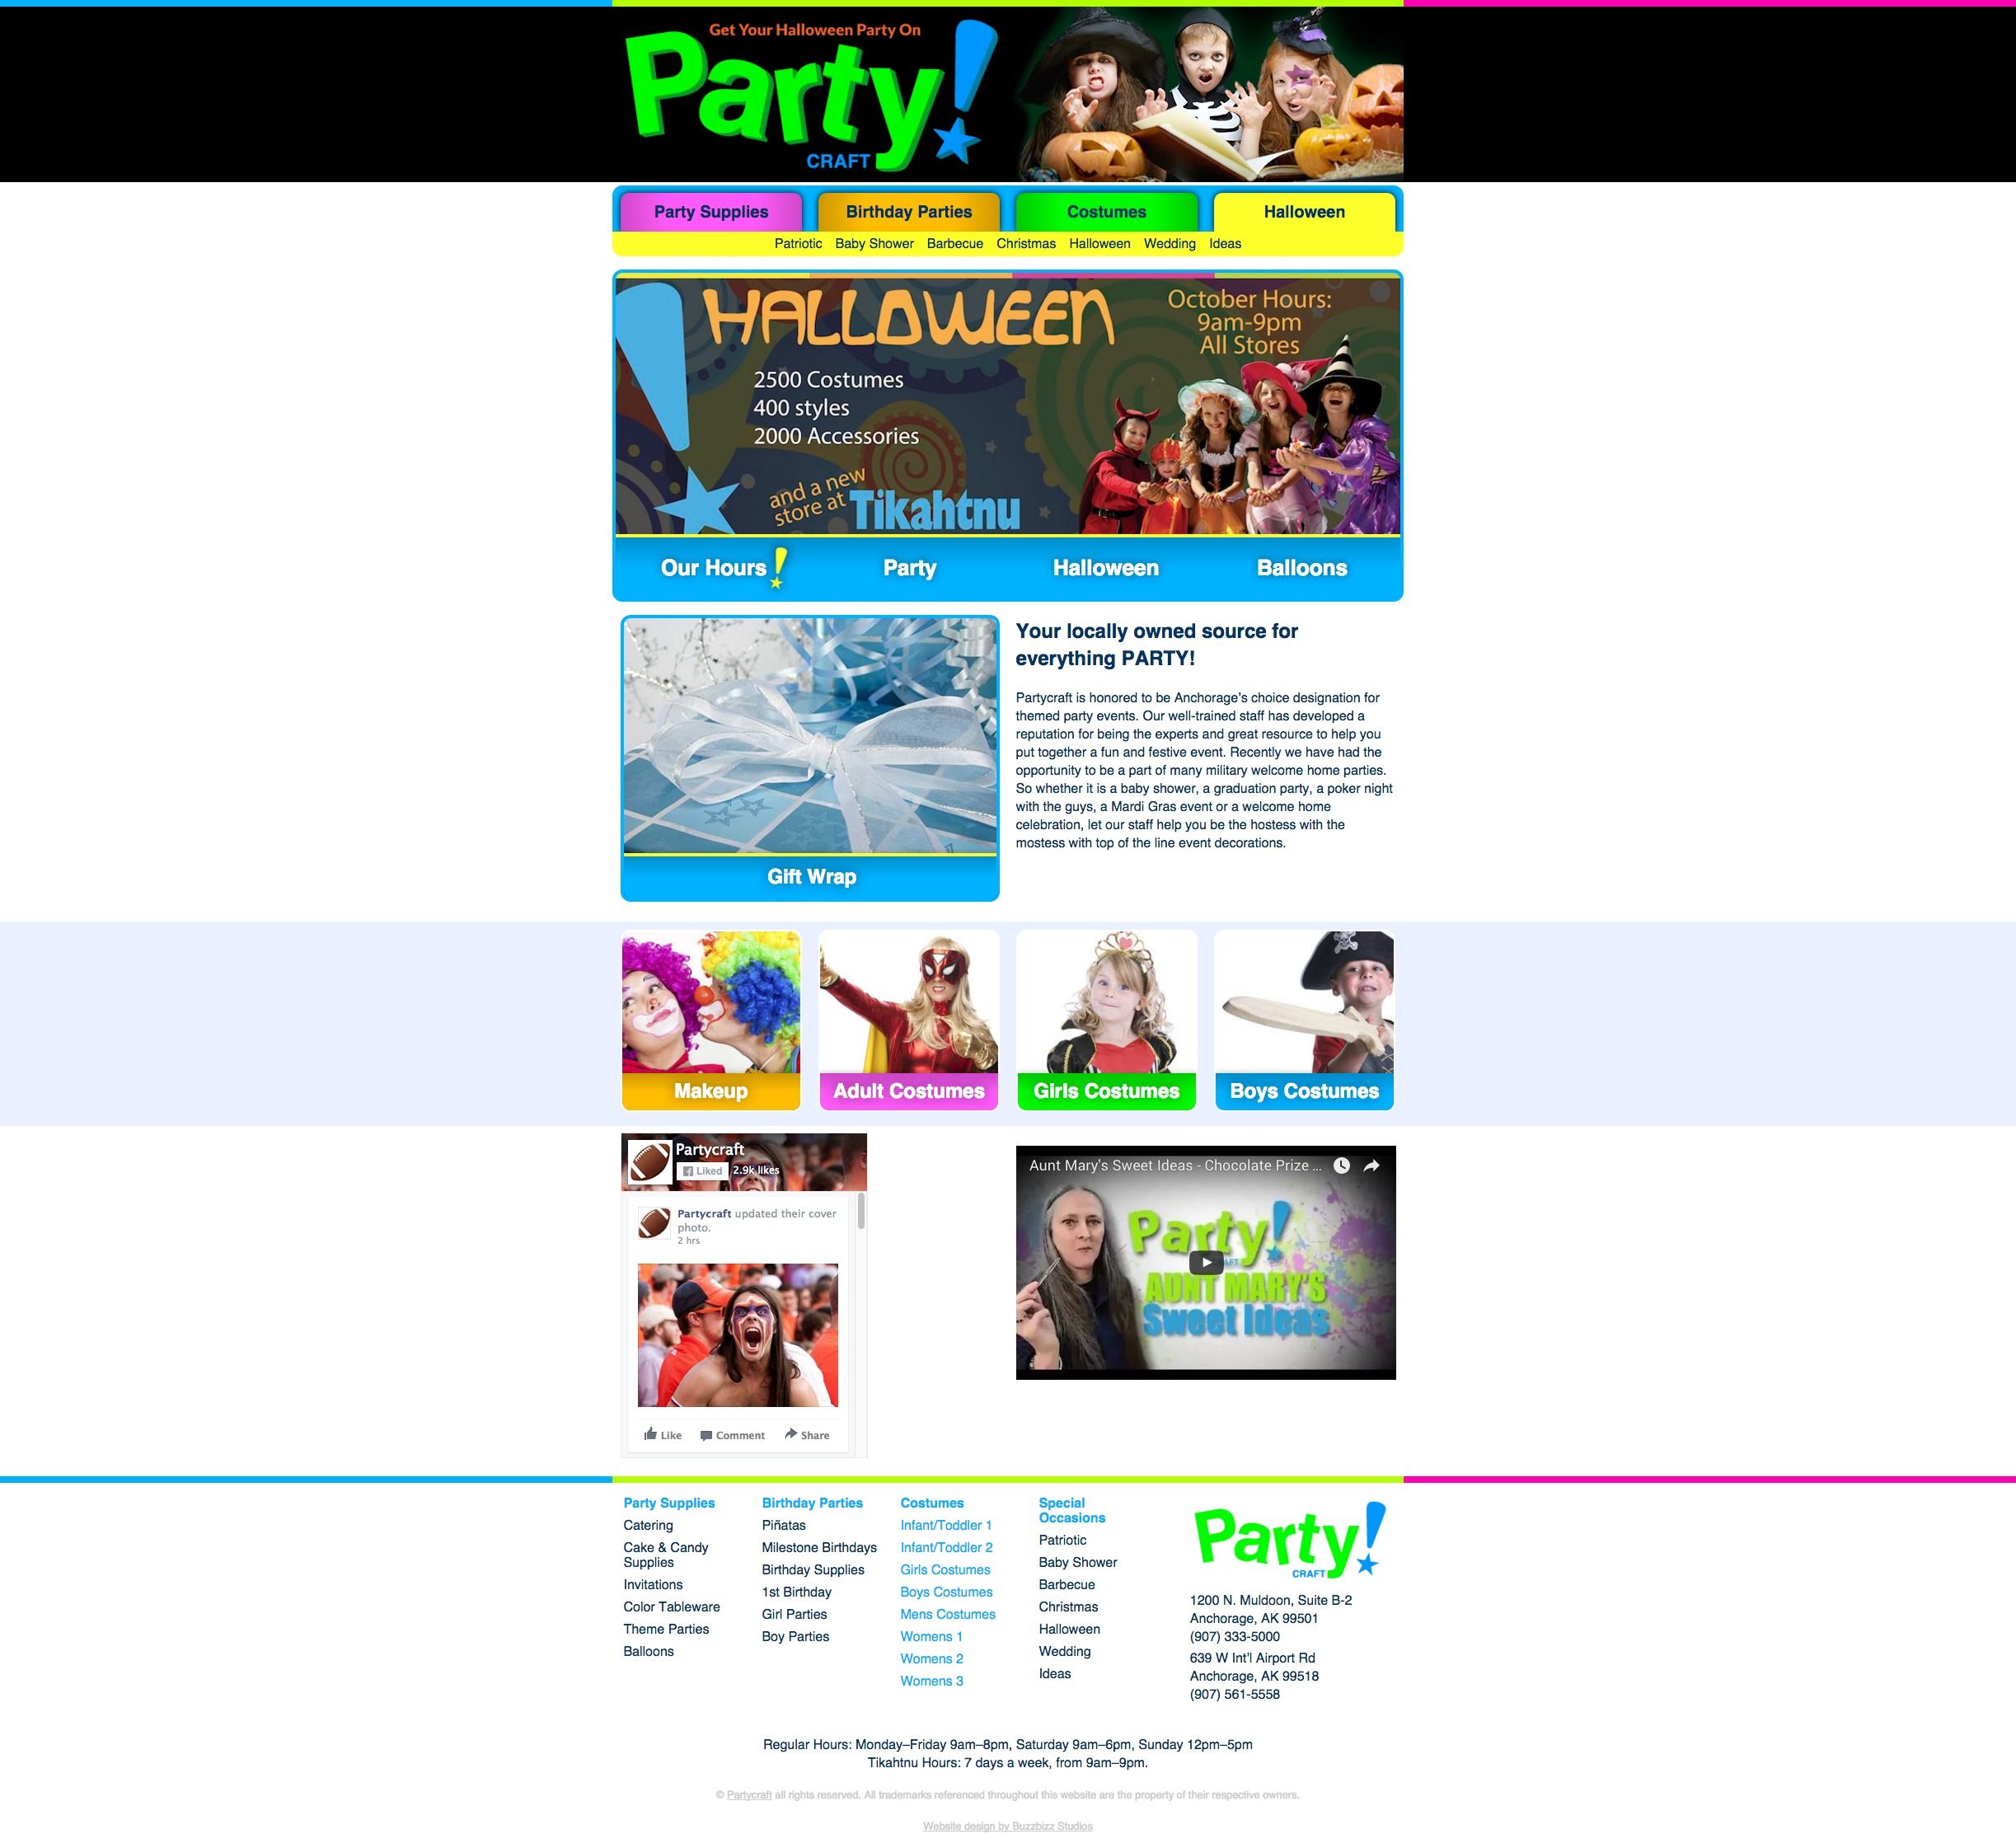 Get Your Halloween Party On
Party!
CRAFT
Party Supplies
Birthday Parties
Costumes
Halloween
Patriotic Baby Shower Barbecue Christmas Halloween Wedding Ideas
HALLOWEEN
October Hours:
9am-9pm
All Stores
2500 Costumes
400 styles
2000 Accessories
and a new
store at Tikahtnu
Our Hours
Party
Halloween
Balloons
Gift Wrap
Your locally owned source for
everything PARTY!
Partycraft is honored to be Anchorage's choice designation for
themed party events. Our well-trained staff has developed a
reputation for being the experts and great resource to help you
put together a fun and festive event. Recently we have had the
opportunity to be a part of many military welcome home parties.
So whether it is a baby shower, a graduation party, a poker night
with the guys, a Mardi Gras event or a welcome home
celebration, let our staff help you be the hostess with the
mostess with top of the line event decorations.
Makeup
Adult Costumes
Girls Costumes
Boys Costumes
Partycraft
Liked 2.9k likes
Partycraft updated their cover
photo.
2 hrs
Like Comment Share
Aunt Mary's Sweet Ideas - Chocolate Prize ...
Party!
AUNT MARY'S
Sweet Ideas
Party Supplies
Catering
Cake & Candy
Supplies
Invitations
Color Tableware
Theme Parties
Balloons
Birthday Parties
Piñatas
Milestone Birthdays
Birthday Supplies
1st Birthday
Girl Parties
Boy Parties
Costumes
Infant/Toddler 1
Infant/Toddler 2
Girls Costumes
Boys Costumes
Mens Costumes
Womens 1
Womens 2
Womens 3
Special
Occasions
Patriotic
Baby Shower
Barbecue
Christmas
Halloween
Wedding
Ideas
Party!
CRAFT
1200 N. Muldoon, Suite B-2
Anchorage, AK 99501
(907) 333-5000
639 W Int'l Airport Rd
Anchorage, AK 99518
(907) 561-5558
Regular Hours: Monday–Friday 9am–8pm, Saturday 9am–6pm, Sunday 12pm–5pm
Tikahtnu Hours: 7 days a week, from 9am–9pm.
© Partycraft all rights reserved. All trademarks referenced throughout this website are the property of their respective owners.
Website design by Buzzbizz Studios